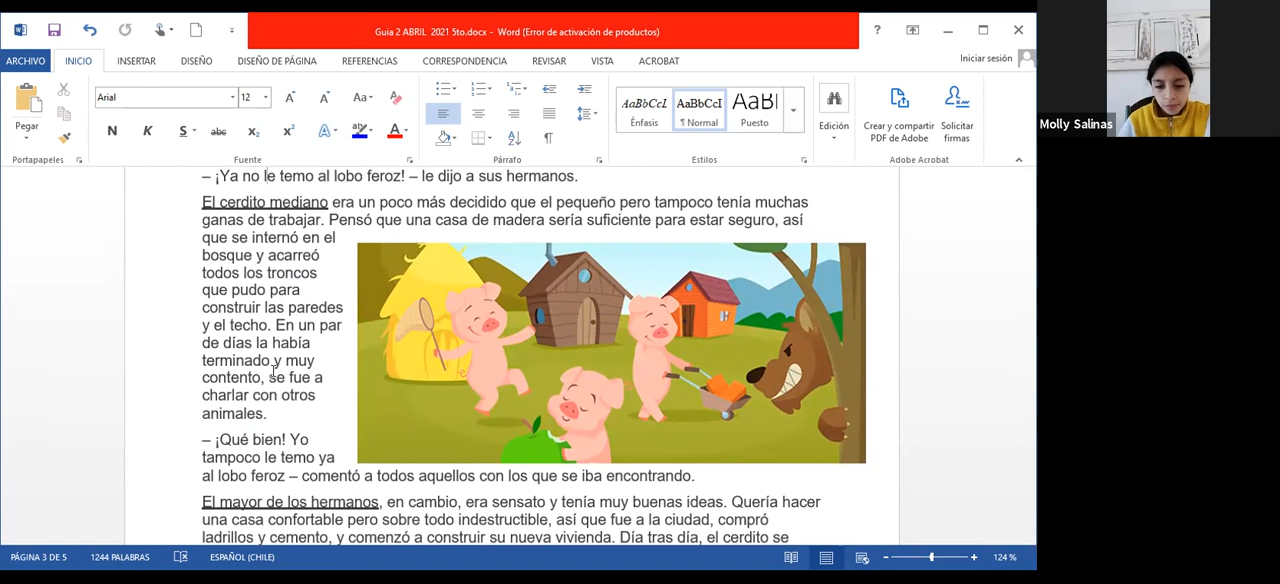 Guia 2 ABRIL 2021 5to.docx - Word (Error de activación de productos)
?
ARCHIVO INICIO INSERTAR DISEÑO DISEÑO DE PÁGINA REFERENCIAS CORRESPONDENCIA REVISAR VISTA ACROBAT
Iniciar sesión
Arial 12
Pegar
N K S abc x₂ x²
AaBbCcL AaBbCcI AaBl
Énfasis ¶ Normal Puesto
Edición
Crear y compartir
PDF de Adobe
Solicitar
firmas
Portapapeles Fuente Párrafo Estilos Adobe Acrobat
Molly Salinas
– ¡Ya no le temo al lobo feroz! – le dijo a sus hermanos.
El cerdito mediano era un poco más decidido que el pequeño pero tampoco tenía muchas
ganas de trabajar. Pensó que una casa de madera sería suficiente para estar seguro, así
que se internó en el
bosque y acarreó
todos los troncos
que pudo para
construir las paredes
y el techo. En un par
de días la había
terminado y muy
contento, se fue a
charlar con otros
animales.
– ¡Qué bien! Yo
tampoco le temo ya
al lobo feroz – comentó a todos aquellos con los que se iba encontrando.
El mayor de los hermanos, en cambio, era sensato y tenía muy buenas ideas. Quería hacer
una casa confortable pero sobre todo indestructible, así que fue a la ciudad, compró
ladrillos y cemento, y comenzó a construir su nueva vivienda. Día tras día, el cerdito se
PÁGINA 3 DE 5 1244 PALABRAS ESPAÑOL (CHILE) 124 %